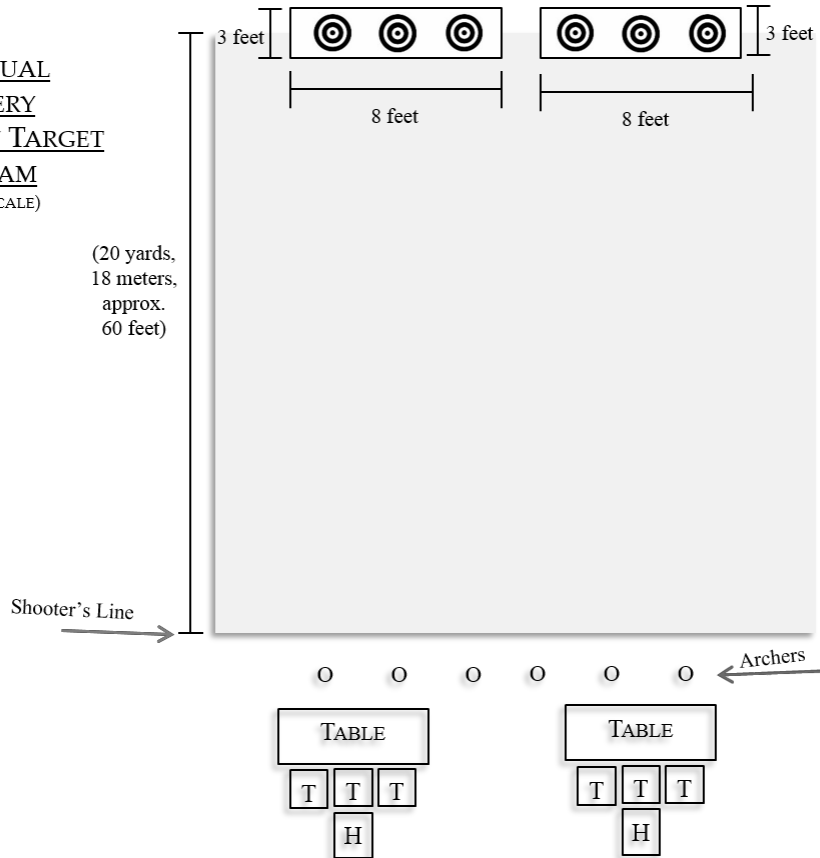 3 feet
3 feet
UAL
ERY
TARGET
AM
CALE)
8 feet
8 feet
(20 yards,
18 meters,
approx.
60 feet)
Shooter’s Line
Archers
O O O O O O
TABLE TABLE
T T T T T T
H H